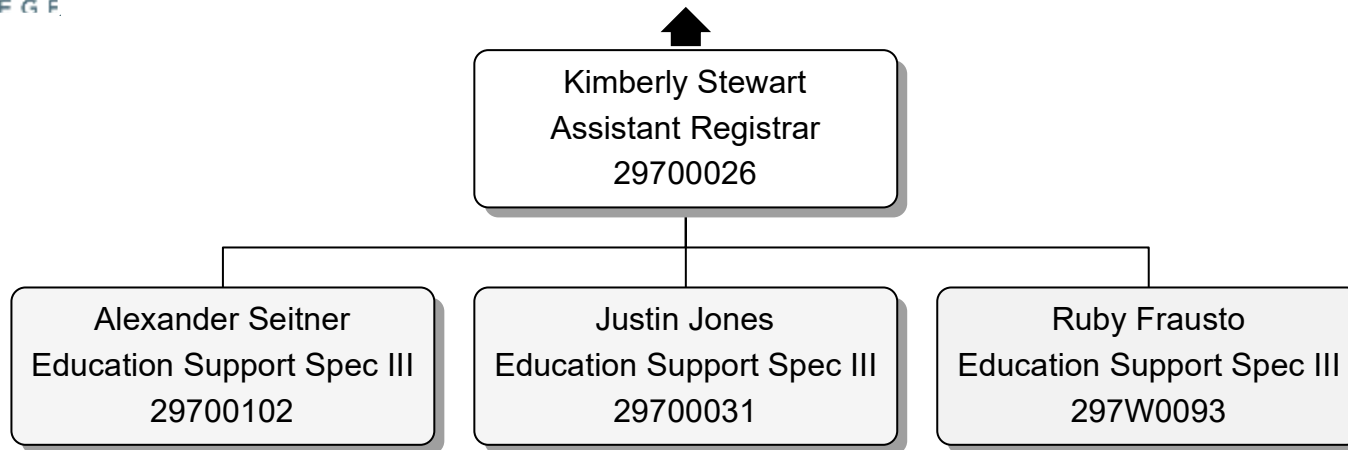 Kimberly Stewart
Assistant Registrar
29700026
Alexander Seitner
Education Support Spec III
29700102
Justin Jones
Education Support Spec III
29700031
Ruby Frausto
Education Support Spec III
297W0093